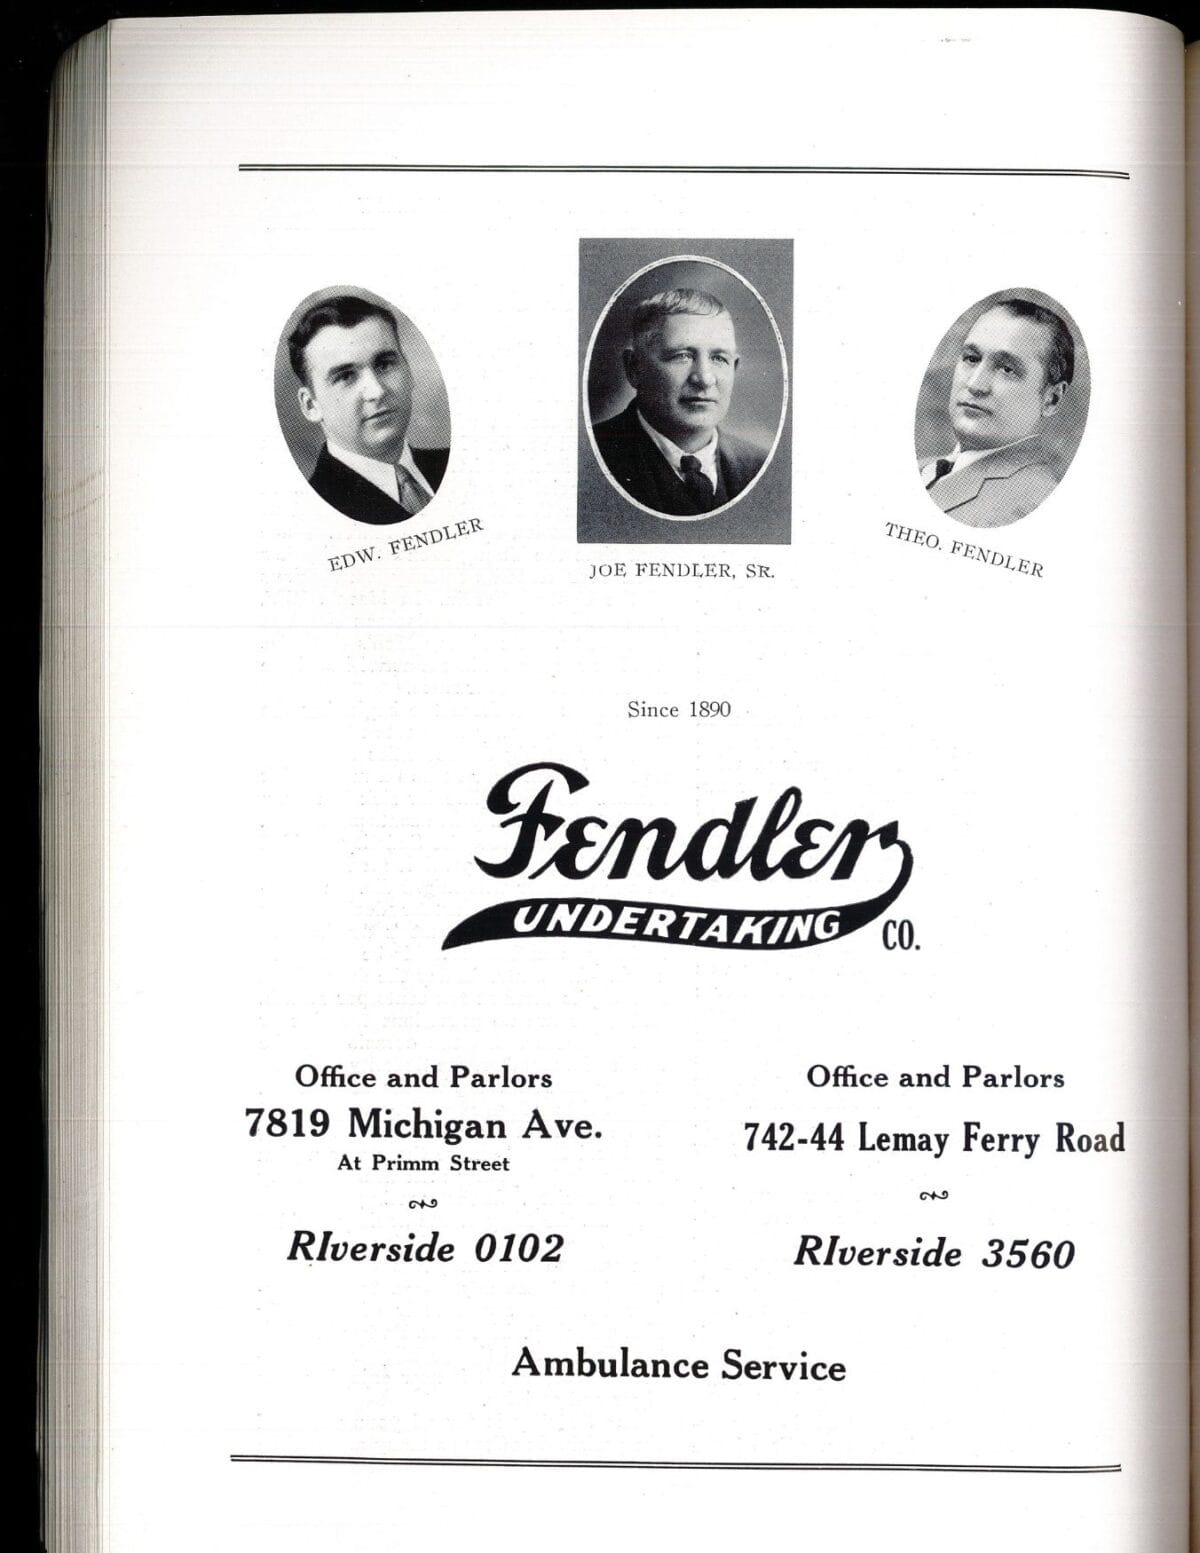 EDW. FENDLER
JOE FENDLER, SR.
THEO. FENDLER
Since 1890
Fendler
UNDERTAKING
CO.
Office and Parlors
7819 Michigan Ave.
At Primm Street
RIverside 0102
Office and Parlors
742-44 Lemay Ferry Road
RIverside 3560
Ambulance Service